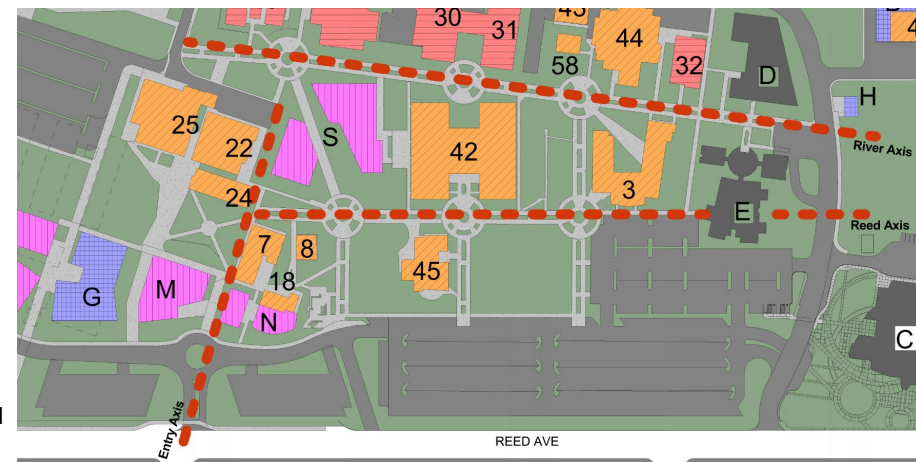 30
31
44
58
32
D
H
25
22
S
42
River Axis
24
3
E
Reed Axis
7
8
18
45
G
M
N
C
Entry Axis
REED AVE